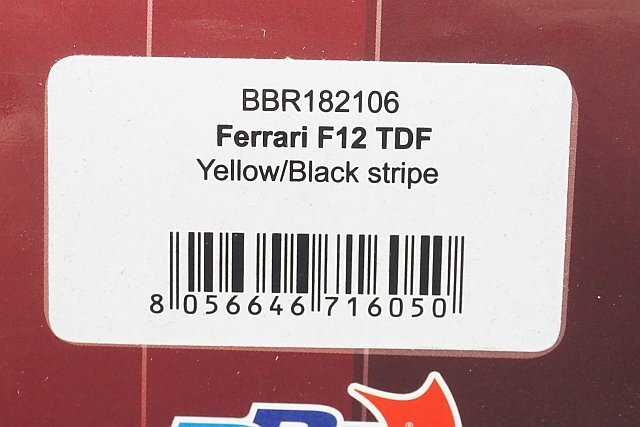 BBR182106
Ferrari F12 TDF
Yellow/Black stripe
8 056646 716050